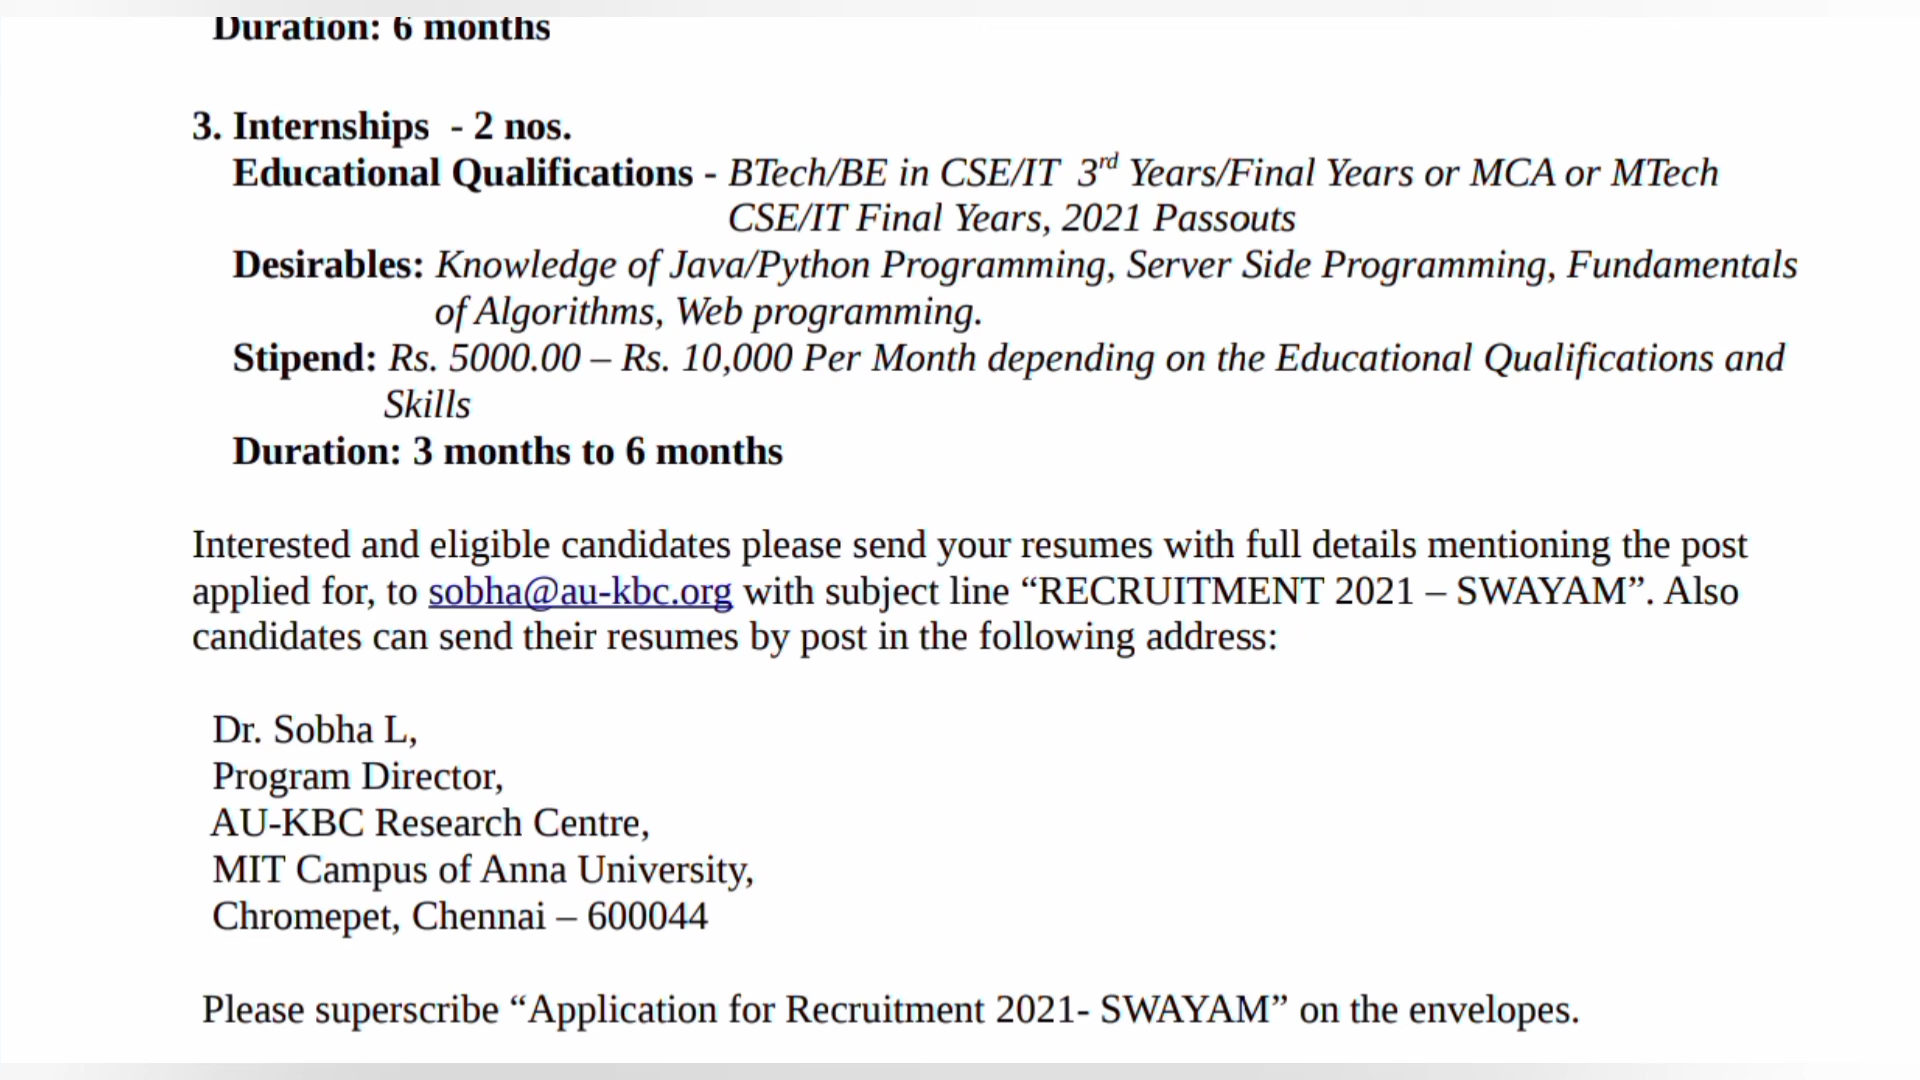 Duration: 6 months
3. Internships - 2 nos.
Educational Qualifications - BTech/BE in CSE/IT 3rd Years/Final Years or MCA or MTech
CSE/IT Final Years, 2021 Passouts
Desirables: Knowledge of Java/Python Programming, Server Side Programming, Fundamentals
of Algorithms, Web programming.
Stipend: Rs. 5000.00 – Rs. 10,000 Per Month depending on the Educational Qualifications and
Skills
Duration: 3 months to 6 months
Interested and eligible candidates please send your resumes with full details mentioning the post
applied for, to sobha@au-kbc.org with subject line “RECRUITMENT 2021 – SWAYAM”. Also
candidates can send their resumes by post in the following address:
Dr. Sobha L,
Program Director,
AU-KBC Research Centre,
MIT Campus of Anna University,
Chromepet, Chennai – 600044
Please superscribe “Application for Recruitment 2021- SWAYAM” on the envelopes.